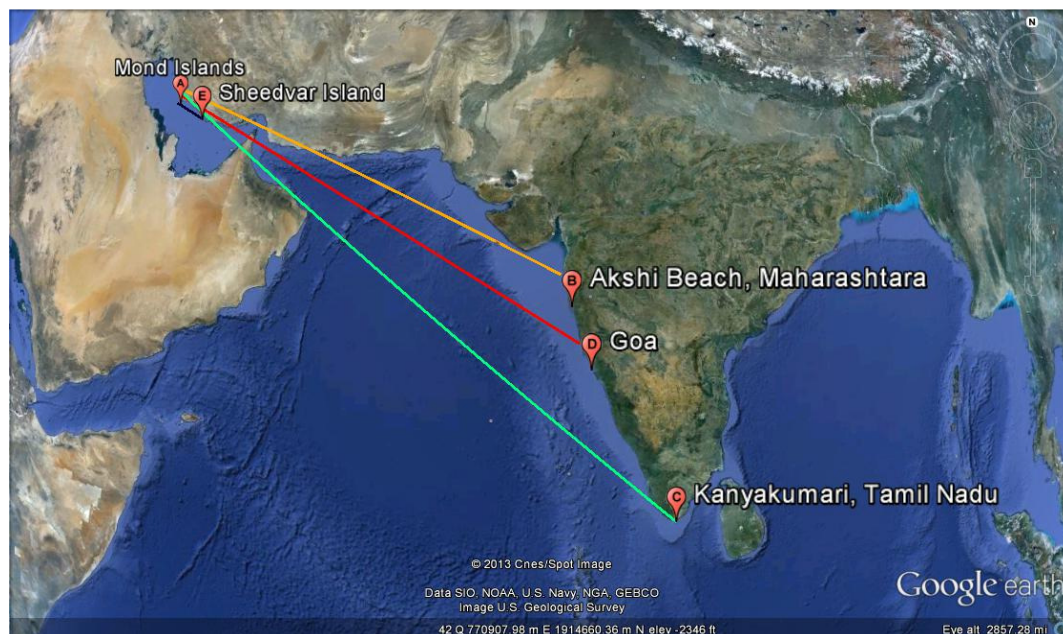 N
Mond Islands
A
E
Sheedvar Island
B
Akshi Beach, Maharashtara
D
Goa
C
Kanyakumari, Tamil Nadu
© 2013 Cnes/Spot Image
Data SIO, NOAA, U.S. Navy, NGA, GEBCO
Image U.S. Geological Survey
Google earth
42 Q 770907.98 m E 1914660.36 m N elev -2346 ft
Eye alt 2857.28 mi